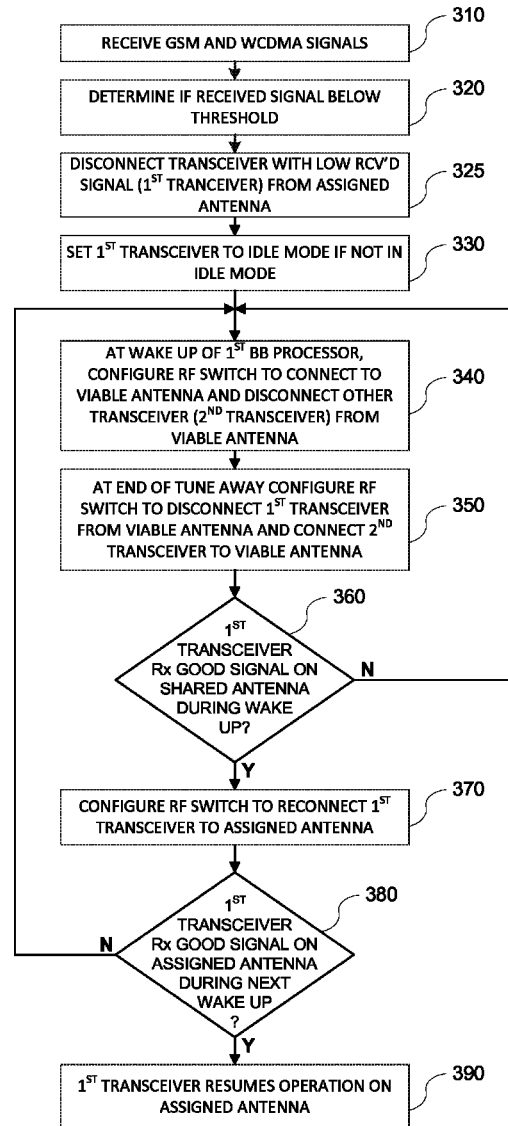 310
RECEIVE GSM AND WCDMA SIGNALS
320
DETERMINE IF RECEIVED SIGNAL BELOW
THRESHOLD
325
DISCONNECT TRANSCEIVER WITH LOW RCV'D
SIGNAL (1ST TRANCEIVER) FROM ASSIGNED
ANTENNA
330
SET 1ST TRANSCEIVER TO IDLE MODE IF NOT IN
IDLE MODE
340
AT WAKE UP OF 1ST BB PROCESSOR,
CONFIGURE RF SWITCH TO CONNECT TO
VIABLE ANTENNA AND DISCONNECT OTHER
TRANSCEIVER (2ND TRANSCEIVER) FROM
VIABLE ANTENNA
350
AT END OF TUNE AWAY CONFIGURE RF
SWITCH TO DISCONNECT 1ST TRANSCEIVER
FROM VIABLE ANTENNA AND CONNECT 2ND
TRANSCEIVER TO VIABLE ANTENNA
360
1ST
TRANSCEIVER
Rx GOOD SIGNAL ON
SHARED ANTENNA
DURING WAKE
UP?
N
Y
370
CONFIGURE RF SWITCH TO RECONNECT 1ST
TRANSCEIVER TO ASSIGNED ANTENNA
380
1ST
TRANSCEIVER
Rx GOOD SIGNAL ON
ASSIGNED ANTENNA
DURING NEXT
WAKE UP
?
N
Y
390
1ST TRANSCEIVER RESUMES OPERATION ON
ASSIGNED ANTENNA